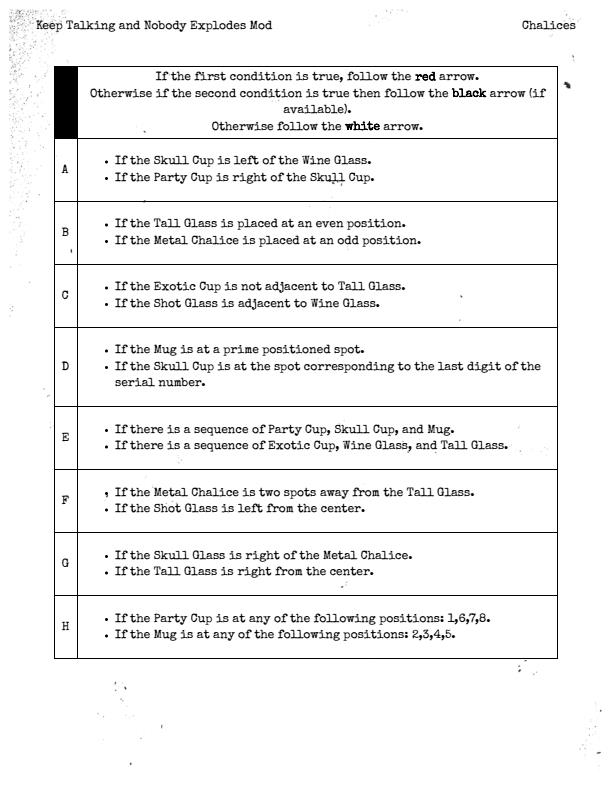 Keep Talking and Nobody Explodes Mod
Chalices
If the first condition is true, follow the red arrow.
Otherwise if the second condition is true then follow the black arrow (if
available).
Otherwise follow the white arrow.
A
• If the Skull Cup is left of the Wine Glass.
• If the Party Cup is right of the Skull Cup.
B
• If the Tall Glass is placed at an even position.
• If the Metal Chalice is placed at an odd position.
C
• If the Exotic Cup is not adjacent to Tall Glass.
• If the Shot Glass is adjacent to Wine Glass.
D
• If the Mug is at a prime positioned spot.
• If the Skull Cup is at the spot corresponding to the last digit of the
serial number.
E
• If there is a sequence of Party Cup, Skull Cup, and Mug.
• If there is a sequence of Exotic Cup, Wine Glass, and Tall Glass.
F
• If the Metal Chalice is two spots away from the Tall Glass.
• If the Shot Glass is left from the center.
G
• If the Skull Glass is right of the Metal Chalice.
• If the Tall Glass is right from the center.
H
• If the Party Cup is at any of the following positions: 1,6,7,8.
• If the Mug is at any of the following positions: 2,3,4,5.